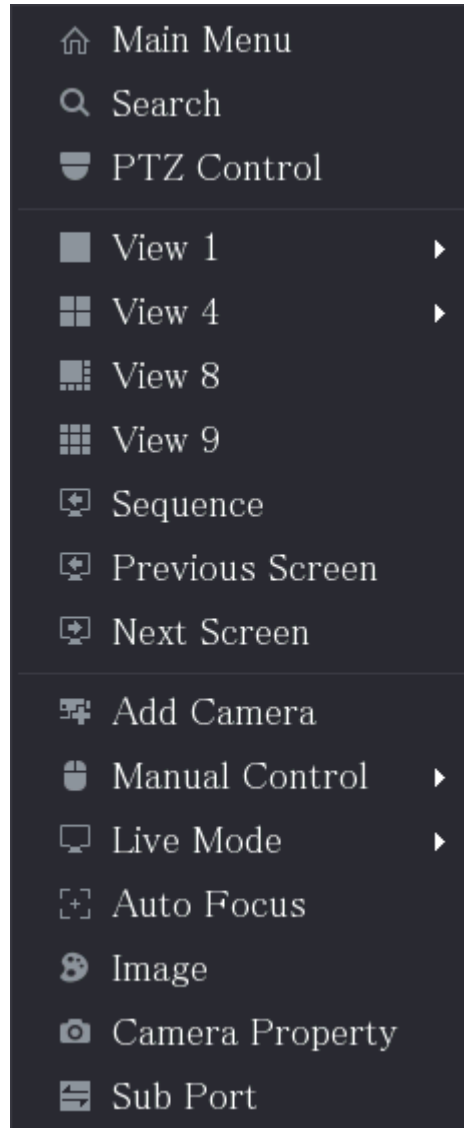 Main Menu
Search
PTZ Control
View 1
View 4
View 8
View 9
Sequence
Previous Screen
Next Screen
Add Camera
Manual Control
Live Mode
Auto Focus
Image
Camera Property
Sub Port